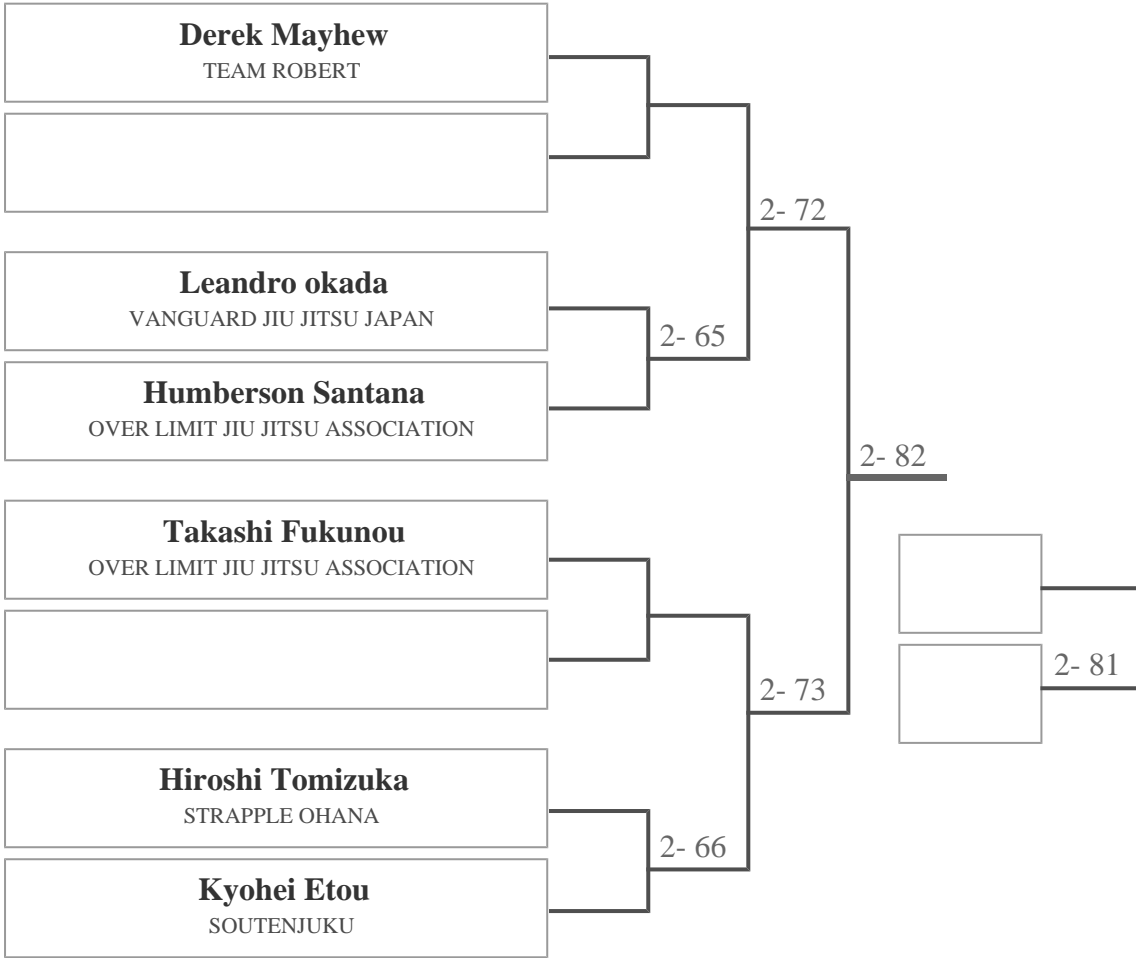 Derek Mayhew
TEAM ROBERT
2- 72
Leandro okada
VANGUARD JIU JITSU JAPAN
2- 65
Humberson Santana
OVER LIMIT JIU JITSU ASSOCIATION
2- 82
Takashi Fukunou
OVER LIMIT JIU JITSU ASSOCIATION
2- 81
2- 73
Hiroshi Tomizuka
STRAPPLE OHANA
2- 66
Kyohei Etou
SOUTENJUKU